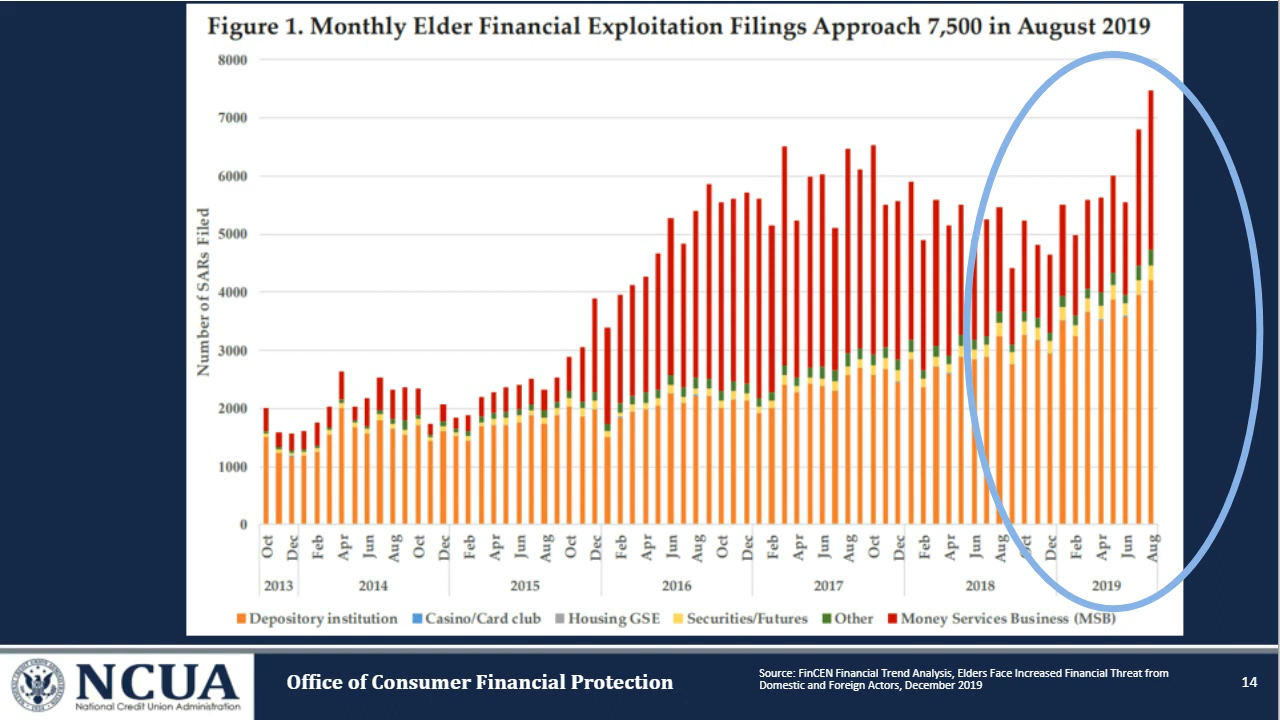 Figure 1. Monthly Elder Financial Exploitation Filings Approach 7,500 in August 2019
Number of SARs Filed
8000
7000
6000
5000
4000
3000
2000
1000
0
Oct Dec Feb Apr Jun Aug Oct Dec Feb Apr Jun Aug Oct Dec Feb Apr Jun Aug Oct Dec Feb Apr Jun Aug Oct Dec Feb Apr Jun Aug Oct Dec Feb Apr Jun Aug
2013 2014 2015 2016 2017 2018 2019
Depository institution Casino/Card club Housing GSE Securities/Futures Other Money Services Business (MSB)
NCUA
National Credit Union Administration
Office of Consumer Financial Protection
Source: FinCEN Financial Trend Analysis, Elders Face Increased Financial Threat from
Domestic and Foreign Actors, December 2019
14